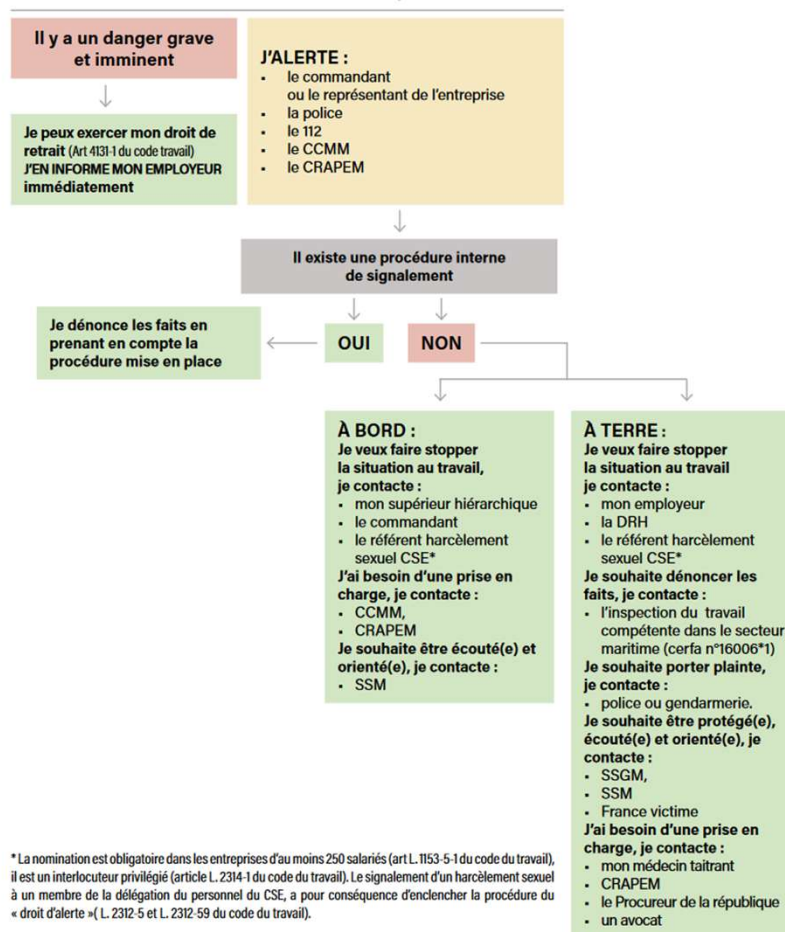 Il y a un danger grave
et imminent
Je peux exercer mon droit de
retrait (Art 4131-1 du code travail)
J'EN INFORME MON EMPLOYEUR
immédiatement
J'ALERTE :
▪ le commandant
ou le représentant de l'entreprise
▪ la police
▪ le 112
▪ le CCMM
▪ le CRAPEM
Il existe une procédure interne
de signalement
OUI
NON
Je dénonce les faits en
prenant en compte la
procédure mise en place
À BORD :
Je veux faire stopper
la situation au travail,
je contacte :
▪ mon supérieur hiérarchique
▪ le commandant
▪ le référent harcèlement
sexuel CSE*
J'ai besoin d'une prise en
charge, je contacte :
▪ CCMM,
▪ CRAPEM
Je souhaite être écouté(e) et
orienté(e), je contacte :
▪ SSM
À TERRE :
Je veux faire stopper
la situation au travail
je contacte :
▪ mon employeur
▪ la DRH
▪ le référent harcèlement
sexuel CSE*
Je souhaite dénoncer les
faits, je contacte :
▪ l'inspection du travail
compétente dans le secteur
maritime (cerfa n°16006*1)
Je souhaite porter plainte,
je contacte :
▪ police ou gendarmerie.
Je souhaite être protégé(e),
écouté(e) et orienté(e), je
contacte :
▪ SSGM,
▪ SSM
▪ France victime
J'ai besoin d'une prise en
charge, je contacte :
▪ mon médecin taitrant
▪ CRAPEM
▪ le Procureur de la république
▪ un avocat
* La nomination est obligatoire dans les entreprises d'au moins 250 salariés (art L. 1153-5-1 du code du travail),
il est un interlocuteur privilégié (article L. 2314-1 du code du travail). Le signalement d'un harcèlement sexuel
à un membre de la délégation du personnel du CSE, a pour conséquence d'enclencher la procédure du
« droit d'alerte »( L. 2312-5 et L. 2312-59 du code du travail).